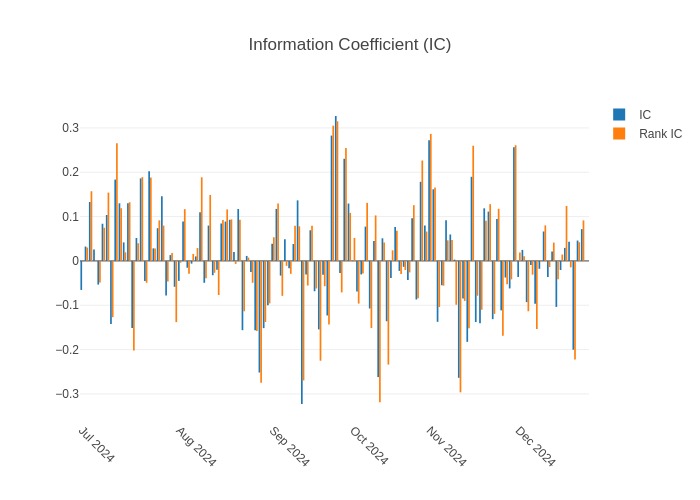 Information Coefficient (IC)
IC
Rank IC
0.3
0.2
0.1
0
−0.1
−0.2
−0.3
Jul 2024
Aug 2024
Sep 2024
Oct 2024
Nov 2024
Dec 2024